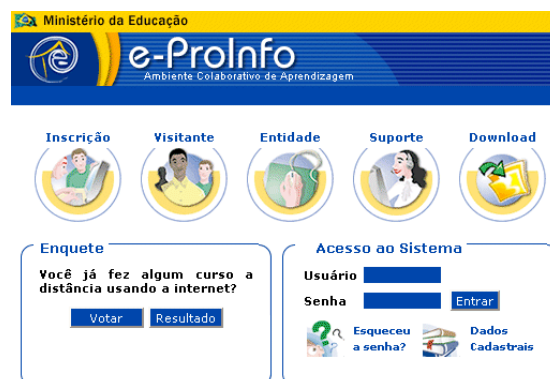 Ministério da Educação
e-ProInfo
Ambiente Colaborativo de Aprendizagem
Inscrição Visitante Entidade Suporte Download
Enquete
Você já fez algum curso a
distância usando a internet?
Votar Resultado
Acesso ao Sistema
Usuário
Senha Entrar
Esqueceu
a senha?
Dados
Cadastrais